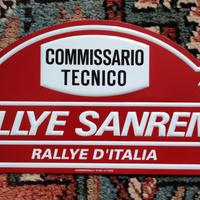 COMMISSARIO
TECNICO
LLYE SANREM
RALLYE D'ITALIA